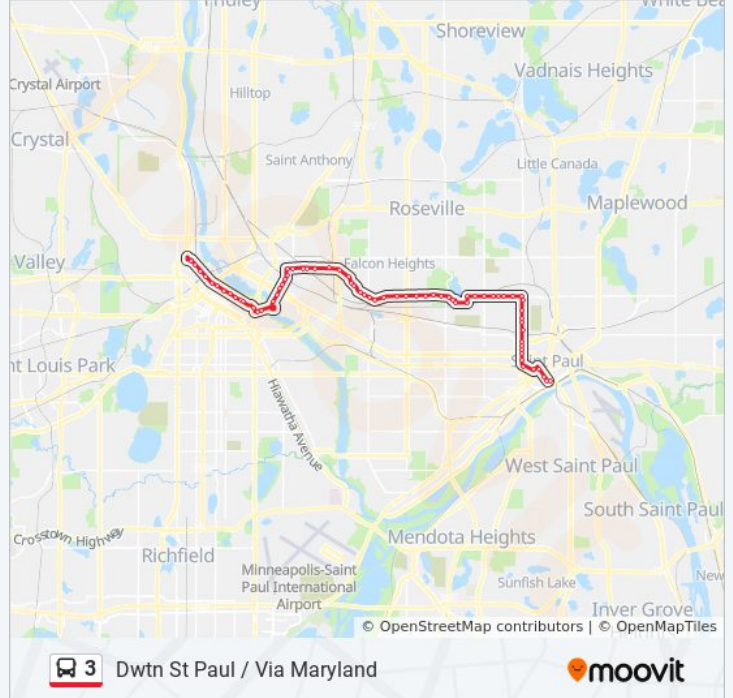 Fridley
White Bea
Shoreview
Vadnais Heights
Crystal Airport
Hilltop
Crystal
Saint Anthony
Little Canada
Roseville
Maplewood
Valley
Falcon Heights
nt Louis Park
Saint Paul
Hiawatha Avenue
West Saint Paul
South Saint Paul
Crosstown Highway
Richfield
Mendota Heights
Minneapolis-Saint
Paul International
Airport
Sunfish Lake
New
Inver Grove
© OpenStreetMap contributors | © OpenMapTiles
3 Dwtn St Paul / Via Maryland
moovit